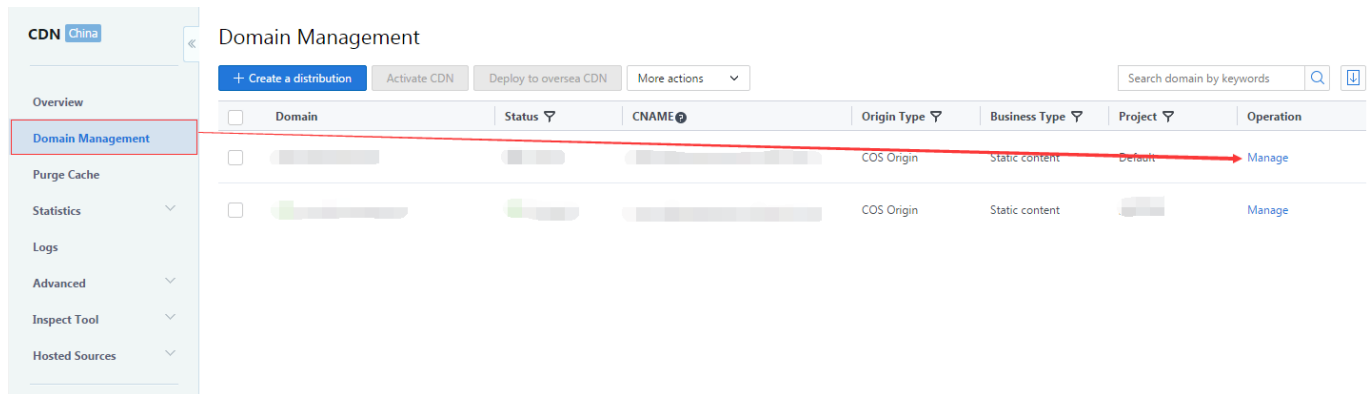 CDN China
Domain Management
Create a distribution Activate CDN Deploy to oversea CDN More actions Search domain by keywords
Overview
Domain Management
Purge Cache
Statistics
Logs
Advanced
Inspect Tool
Hosted Sources
Domain Status CNAME Origin Type Business Type Project Operation
COS Origin Static content Default Manage
COS Origin Static content Manage